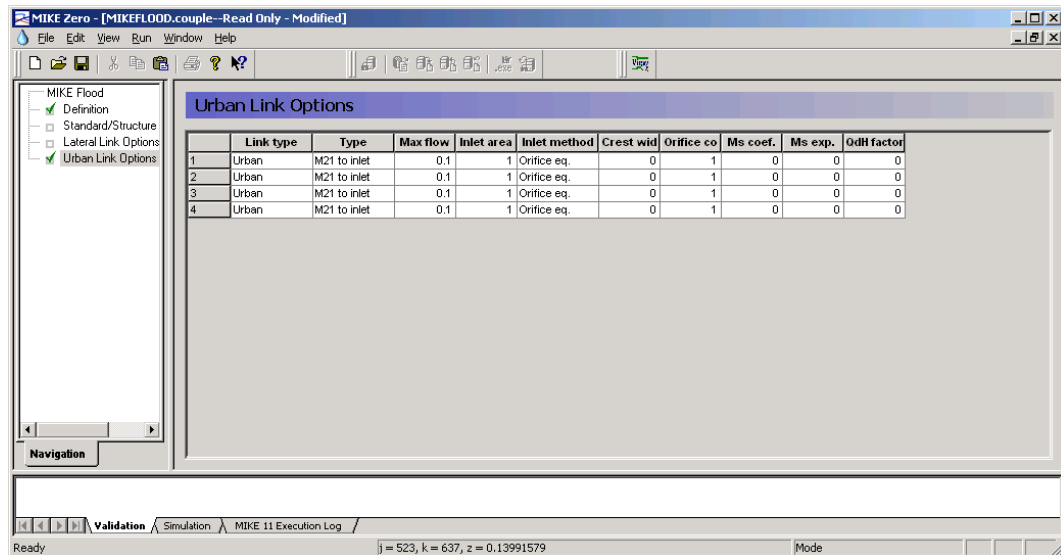 MIKE Zero - [MIKEFLOOD.couple--Read Only - Modified]
File Edit View Run Window Help
MIKE Flood
Definition
Standard/Structure
Lateral Link Options
Urban Link Options
Navigation
Urban Link Options
Link type Type Max flow Inlet area Inlet method Crest wid Orifice co Ms coef. Ms exp. QdH factor
1 Urban M21 to inlet 0.1 1 Orifice eq. 0 1 0 0 0
2 Urban M21 to inlet 0.1 1 Orifice eq. 0 1 0 0 0
3 Urban M21 to inlet 0.1 1 Orifice eq. 0 1 0 0 0
4 Urban M21 to inlet 0.1 1 Orifice eq. 0 1 0 0 0
Validation Simulation MIKE 11 Execution Log
Ready j = 523, k = 637, z = 0.13991579 Mode